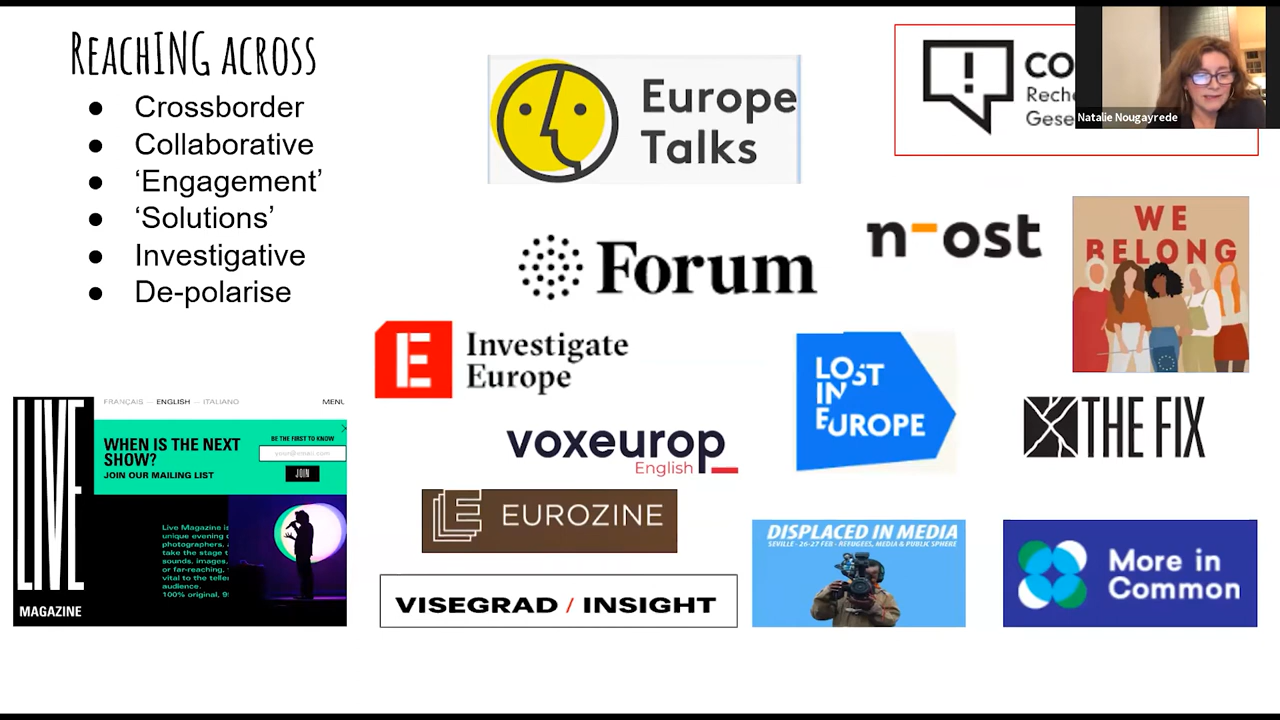 ReachING across
● Crossborder
● Collaborative
● ‘Engagement’
● ‘Solutions’
● Investigative
● De-polarise
Europe
Talks
CO
Reche
Gese
Natalie Nougayrede
n-ost
WE
BELONG
Forum
E Investigate
Europe
LOST
IN
EUROPE
THE FIX
voxeurop
English
EUROZINE
LIVE
MAGAZINE
FRANÇAIS — ENGLISH — ITALIANO
MENU
WHEN IS THE NEXT
SHOW?
JOIN OUR MAILING LIST
BE THE FIRST TO KNOW
your@email.com
JOIN
Live Magazine is
unique evening
photographers,
take the stage t
sounds, images,
or far-reaching,
vital to the telle
audience.
100% original, 9
VISEGRAD / INSIGHT
DISPLACED IN MEDIA
SEVILLE · 26-27 FEB · REFUGEES, MEDIA & PUBLIC SPHERE
More in
Common